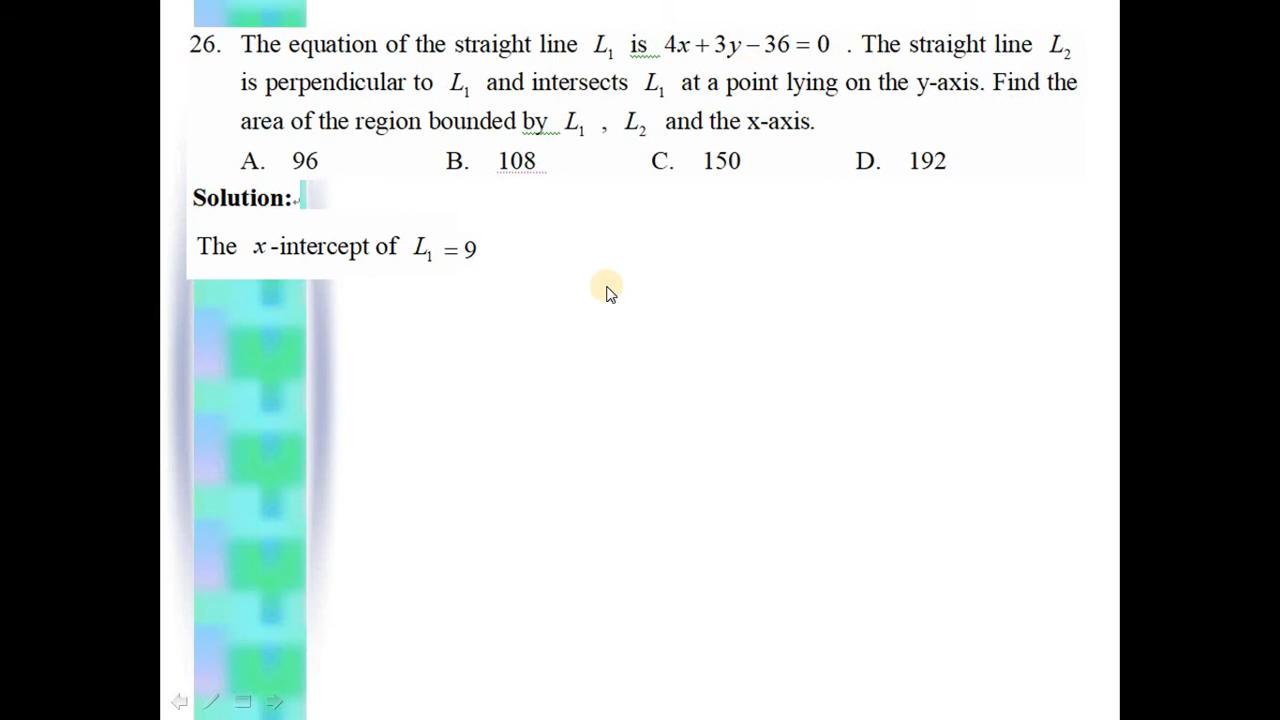 26. The equation of the straight line L₁ is 4x + 3y − 36 = 0 . The straight line L₂
is perpendicular to L₁ and intersects L₁ at a point lying on the y-axis. Find the
area of the region bounded by L₁ , L₂ and the x-axis.
A. 96 B. 108 C. 150 D. 192
Solution:
The x-intercept of L₁ = 9